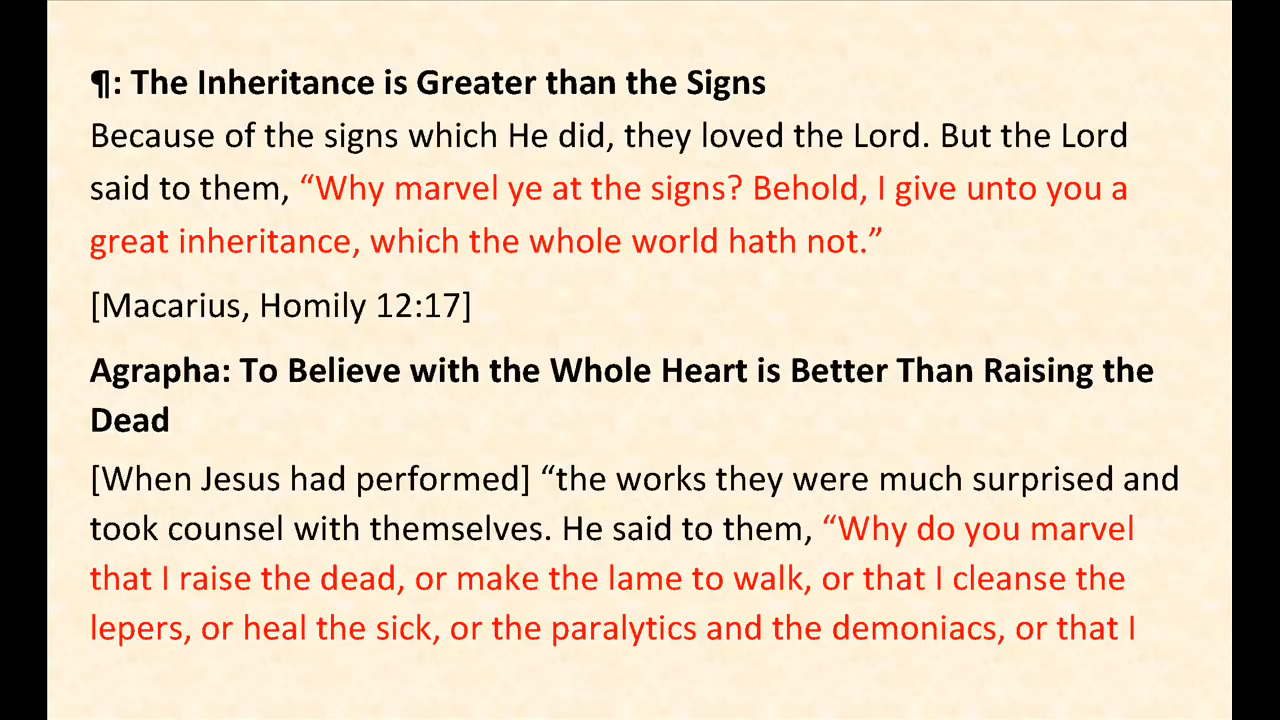 ¶: The Inheritance is Greater than the Signs
Because of the signs which He did, they loved the Lord. But the Lord
said to them, “Why marvel ye at the signs? Behold, I give unto you a
great inheritance, which the whole world hath not.”
[Macarius, Homily 12:17]
Agrapha: To Believe with the Whole Heart is Better Than Raising the
Dead
[When Jesus had performed] “the works they were much surprised and
took counsel with themselves. He said to them, “Why do you marvel
that I raise the dead, or make the lame to walk, or that I cleanse the
lepers, or heal the sick, or the paralytics and the demoniacs, or that I